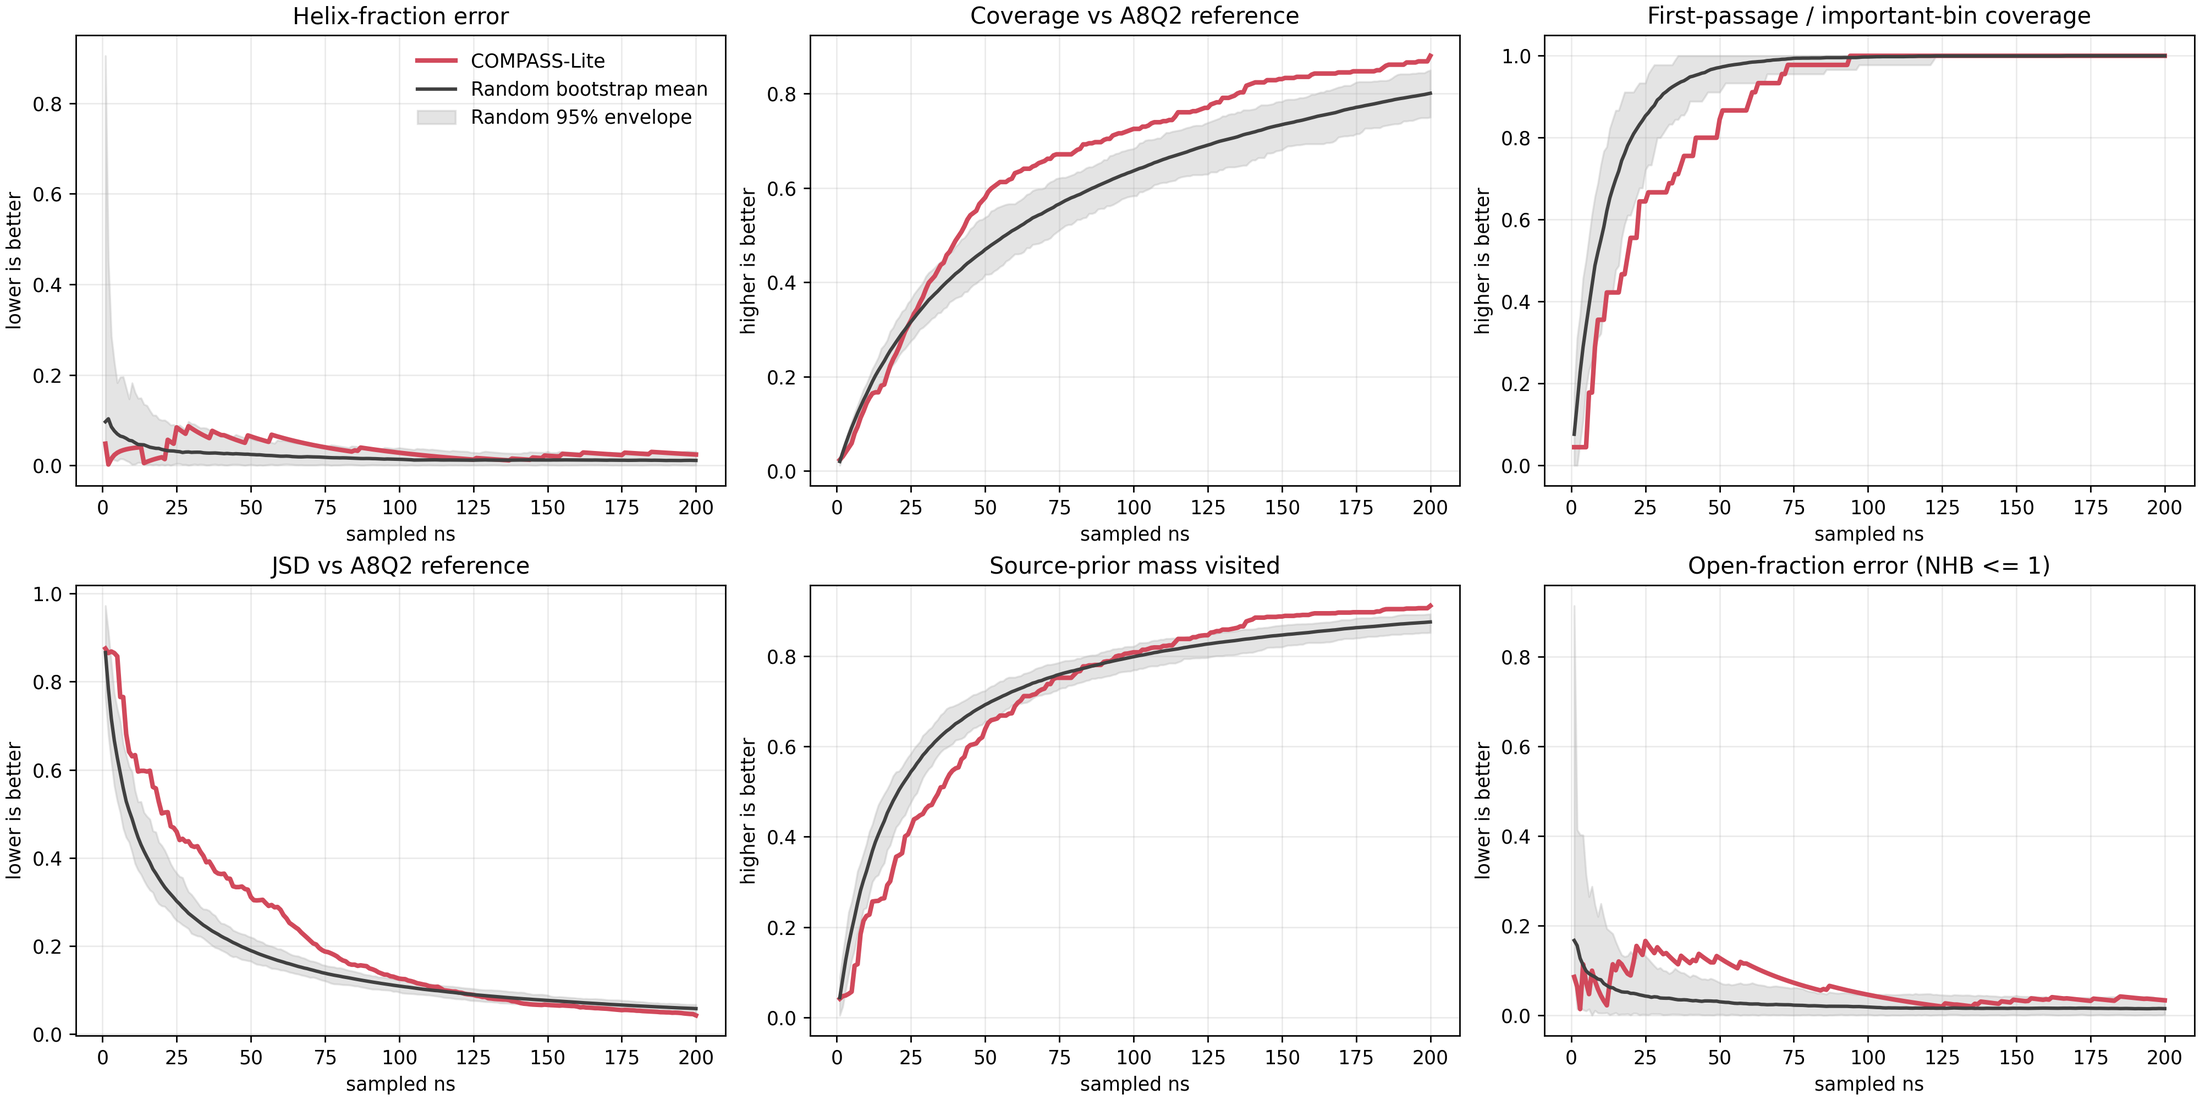 Helix-fraction error
lower is better
0.8
0.6
0.4
0.2
0.0
COMPASS-Lite
Random bootstrap mean
Random 95% envelope
0 25 50 75 100 125 150 175 200
sampled ns
Coverage vs A8Q2 reference
higher is better
0.8
0.6
0.4
0.2
0.0
0 25 50 75 100 125 150 175 200
sampled ns
First-passage / important-bin coverage
higher is better
1.0
0.8
0.6
0.4
0.2
0.0
0 25 50 75 100 125 150 175 200
sampled ns
JSD vs A8Q2 reference
lower is better
1.0
0.8
0.6
0.4
0.2
0.0
0 25 50 75 100 125 150 175 200
sampled ns
Source-prior mass visited
higher is better
0.8
0.6
0.4
0.2
0.0
0 25 50 75 100 125 150 175 200
sampled ns
Open-fraction error (NHB <= 1)
lower is better
0.8
0.6
0.4
0.2
0.0
0 25 50 75 100 125 150 175 200
sampled ns